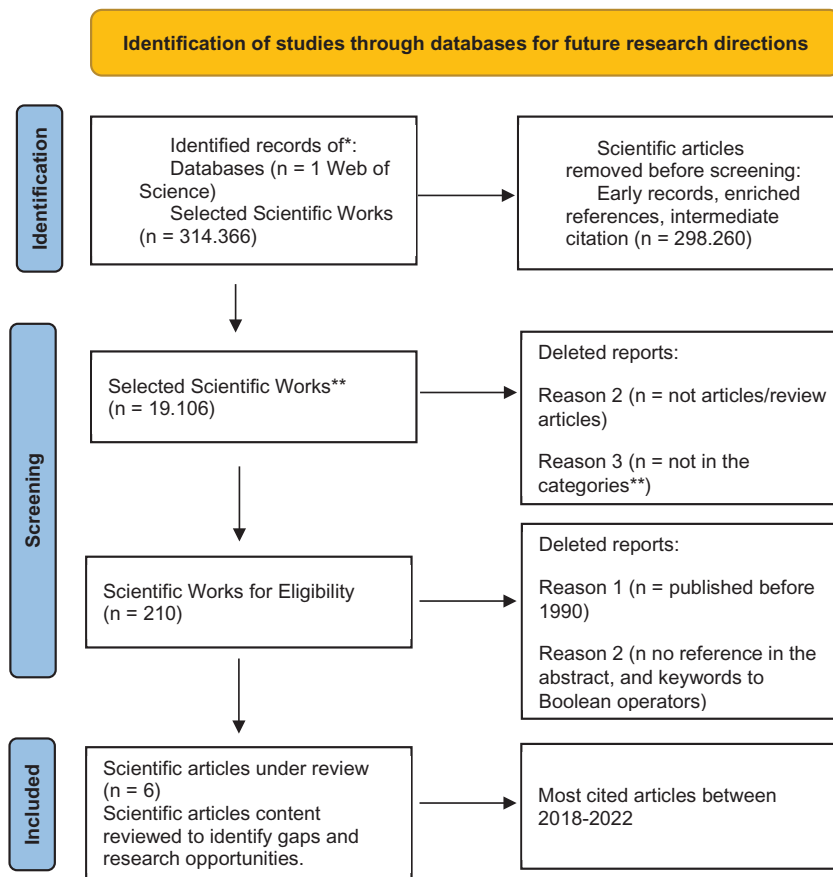 Identification of studies through databases for future research directions
Identification
Identified records of*:
Databases (n = 1 Web of
Science)
Selected Scientific Works
(n = 314.366)
Scientific articles
removed before screening:
Early records, enriched
references, intermediate
citation (n = 298.260)
Screening
Selected Scientific Works**
(n = 19.106)
Deleted reports:
Reason 2 (n = not articles/review
articles)
Reason 3 (n = not in the
categories**)
Scientific Works for Eligibility
(n = 210)
Deleted reports:
Reason 1 (n = published before
1990)
Reason 2 (n no reference in the
abstract, and keywords to
Boolean operators)
Included
Scientific articles under review
(n = 6)
Scientific articles content
reviewed to identify gaps and
research opportunities.
Most cited articles between
2018-2022